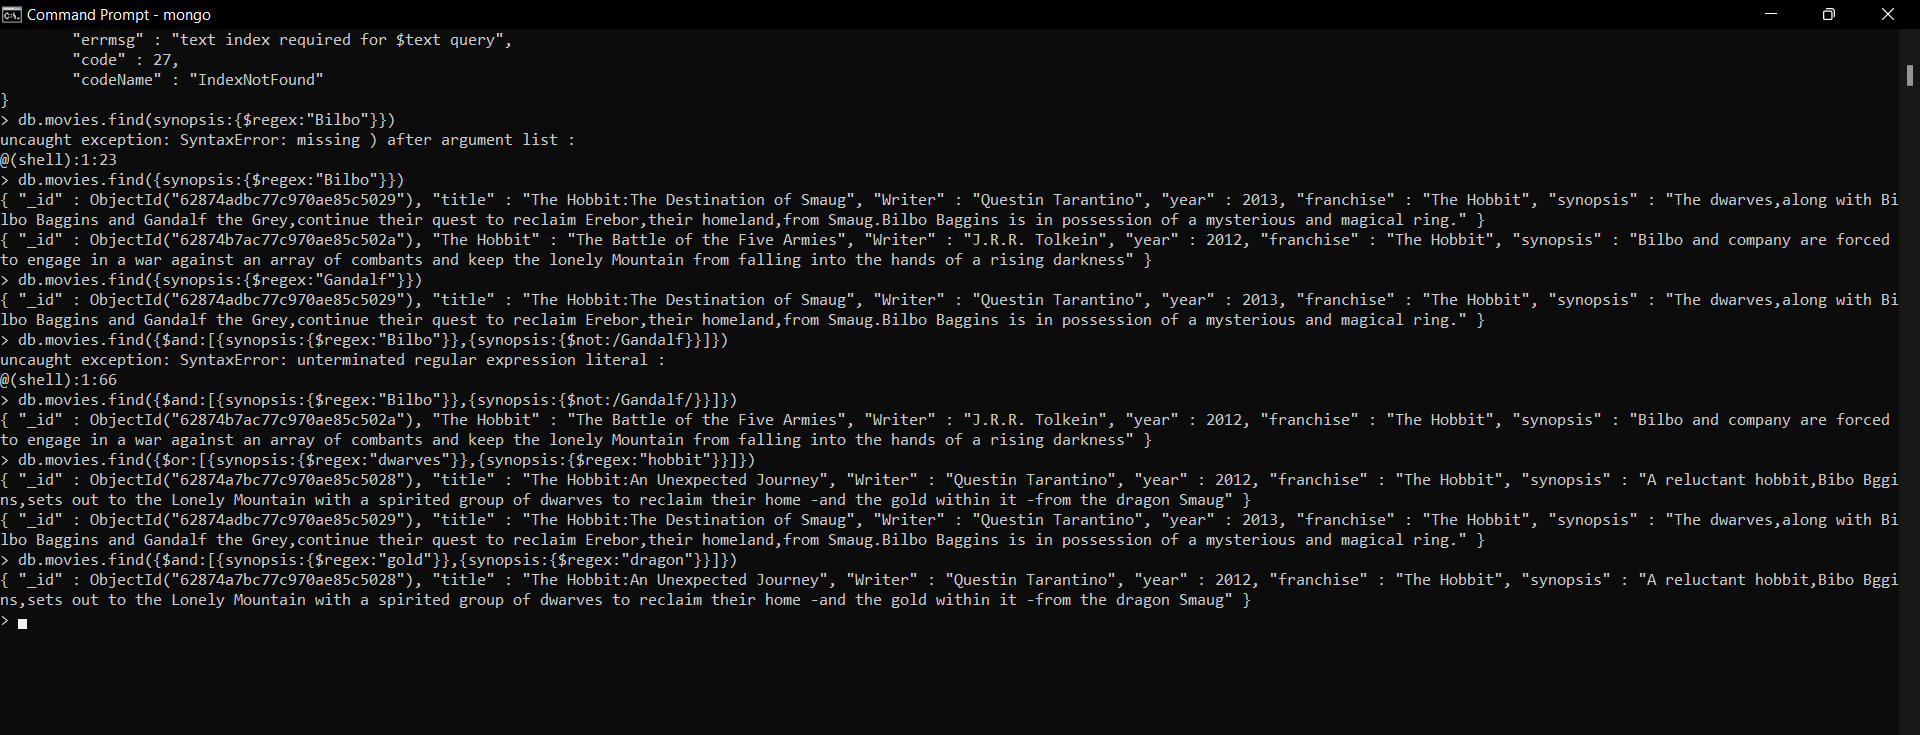 Command Prompt - mongo
"errmsg" : "text index required for $text query",
"code" : 27,
"codeName" : "IndexNotFound"
}
> db.movies.find(synopsis:{$regex:"Bilbo"}})
uncaught exception: SyntaxError: missing ) after argument list :
@(shell):1:23
> db.movies.find({synopsis:{$regex:"Bilbo"}})
{ "_id" : ObjectId("62874adbc77c970ae85c5029"), "title" : "The Hobbit:The Destination of Smaug", "Writer" : "Questin Tarantino", "year" : 2013, "franchise" : "The Hobbit", "synopsis" : "The dwarves,along with Bi
lbo Baggins and Gandalf the Grey,continue their quest to reclaim Erebor,their homeland,from Smaug.Bilbo Baggins is in possession of a mysterious and magical ring." }
{ "_id" : ObjectId("62874b7ac77c970ae85c502a"), "The Hobbit" : "The Battle of the Five Armies", "Writer" : "J.R.R. Tolkein", "year" : 2012, "franchise" : "The Hobbit", "synopsis" : "Bilbo and company are forced
to engage in a war against an array of combants and keep the lonely Mountain from falling into the hands of a rising darkness" }
> db.movies.find({synopsis:{$regex:"Gandalf"}})
{ "_id" : ObjectId("62874adbc77c970ae85c5029"), "title" : "The Hobbit:The Destination of Smaug", "Writer" : "Questin Tarantino", "year" : 2013, "franchise" : "The Hobbit", "synopsis" : "The dwarves,along with Bi
lbo Baggins and Gandalf the Grey,continue their quest to reclaim Erebor,their homeland,from Smaug.Bilbo Baggins is in possession of a mysterious and magical ring." }
> db.movies.find({$and:[{synopsis:{$regex:"Bilbo"}},{synopsis:{$not:/Gandalf}}]})
uncaught exception: SyntaxError: unterminated regular expression literal :
@(shell):1:66
> db.movies.find({$and:[{synopsis:{$regex:"Bilbo"}},{synopsis:{$not:/Gandalf/}}]})
{ "_id" : ObjectId("62874b7ac77c970ae85c502a"), "The Hobbit" : "The Battle of the Five Armies", "Writer" : "J.R.R. Tolkein", "year" : 2012, "franchise" : "The Hobbit", "synopsis" : "Bilbo and company are forced
to engage in a war against an array of combants and keep the lonely Mountain from falling into the hands of a rising darkness" }
> db.movies.find({$or:[{synopsis:{$regex:"dwarves"}},{synopsis:{$regex:"hobbit"}}]})
{ "_id" : ObjectId("62874a7bc77c970ae85c5028"), "title" : "The Hobbit:An Unexpected Journey", "Writer" : "Questin Tarantino", "year" : 2012, "franchise" : "The Hobbit", "synopsis" : "A reluctant hobbit,Bibo Bggi
ns,sets out to the Lonely Mountain with a spirited group of dwarves to reclaim their home -and the gold within it -from the dragon Smaug" }
{ "_id" : ObjectId("62874adbc77c970ae85c5029"), "title" : "The Hobbit:The Destination of Smaug", "Writer" : "Questin Tarantino", "year" : 2013, "franchise" : "The Hobbit", "synopsis" : "The dwarves,along with Bi
lbo Baggins and Gandalf the Grey,continue their quest to reclaim Erebor,their homeland,from Smaug.Bilbo Baggins is in possession of a mysterious and magical ring." }
> db.movies.find({$and:[{synopsis:{$regex:"gold"}},{synopsis:{$regex:"dragon"}}]})
{ "_id" : ObjectId("62874a7bc77c970ae85c5028"), "title" : "The Hobbit:An Unexpected Journey", "Writer" : "Questin Tarantino", "year" : 2012, "franchise" : "The Hobbit", "synopsis" : "A reluctant hobbit,Bibo Bggi
ns,sets out to the Lonely Mountain with a spirited group of dwarves to reclaim their home -and the gold within it -from the dragon Smaug" }
>